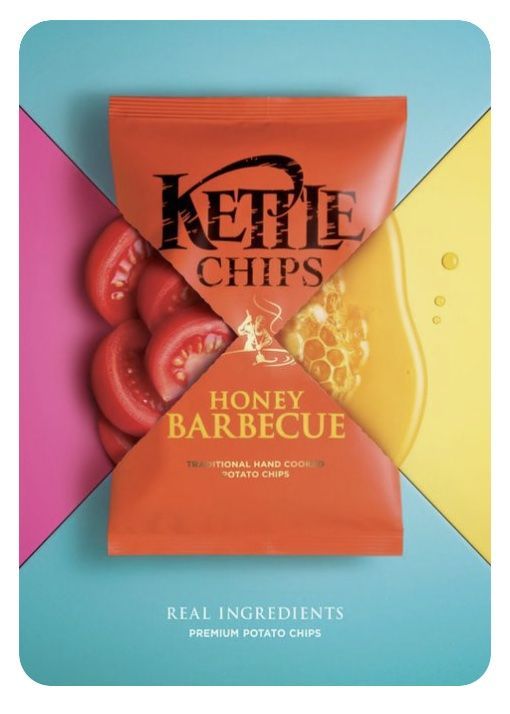 KETTLE
CHIPS
HONEY
BARBECUE
TRADITIONAL HAND COOKED
POTATO CHIPS
REAL INGREDIENTS
PREMIUM POTATO CHIPS